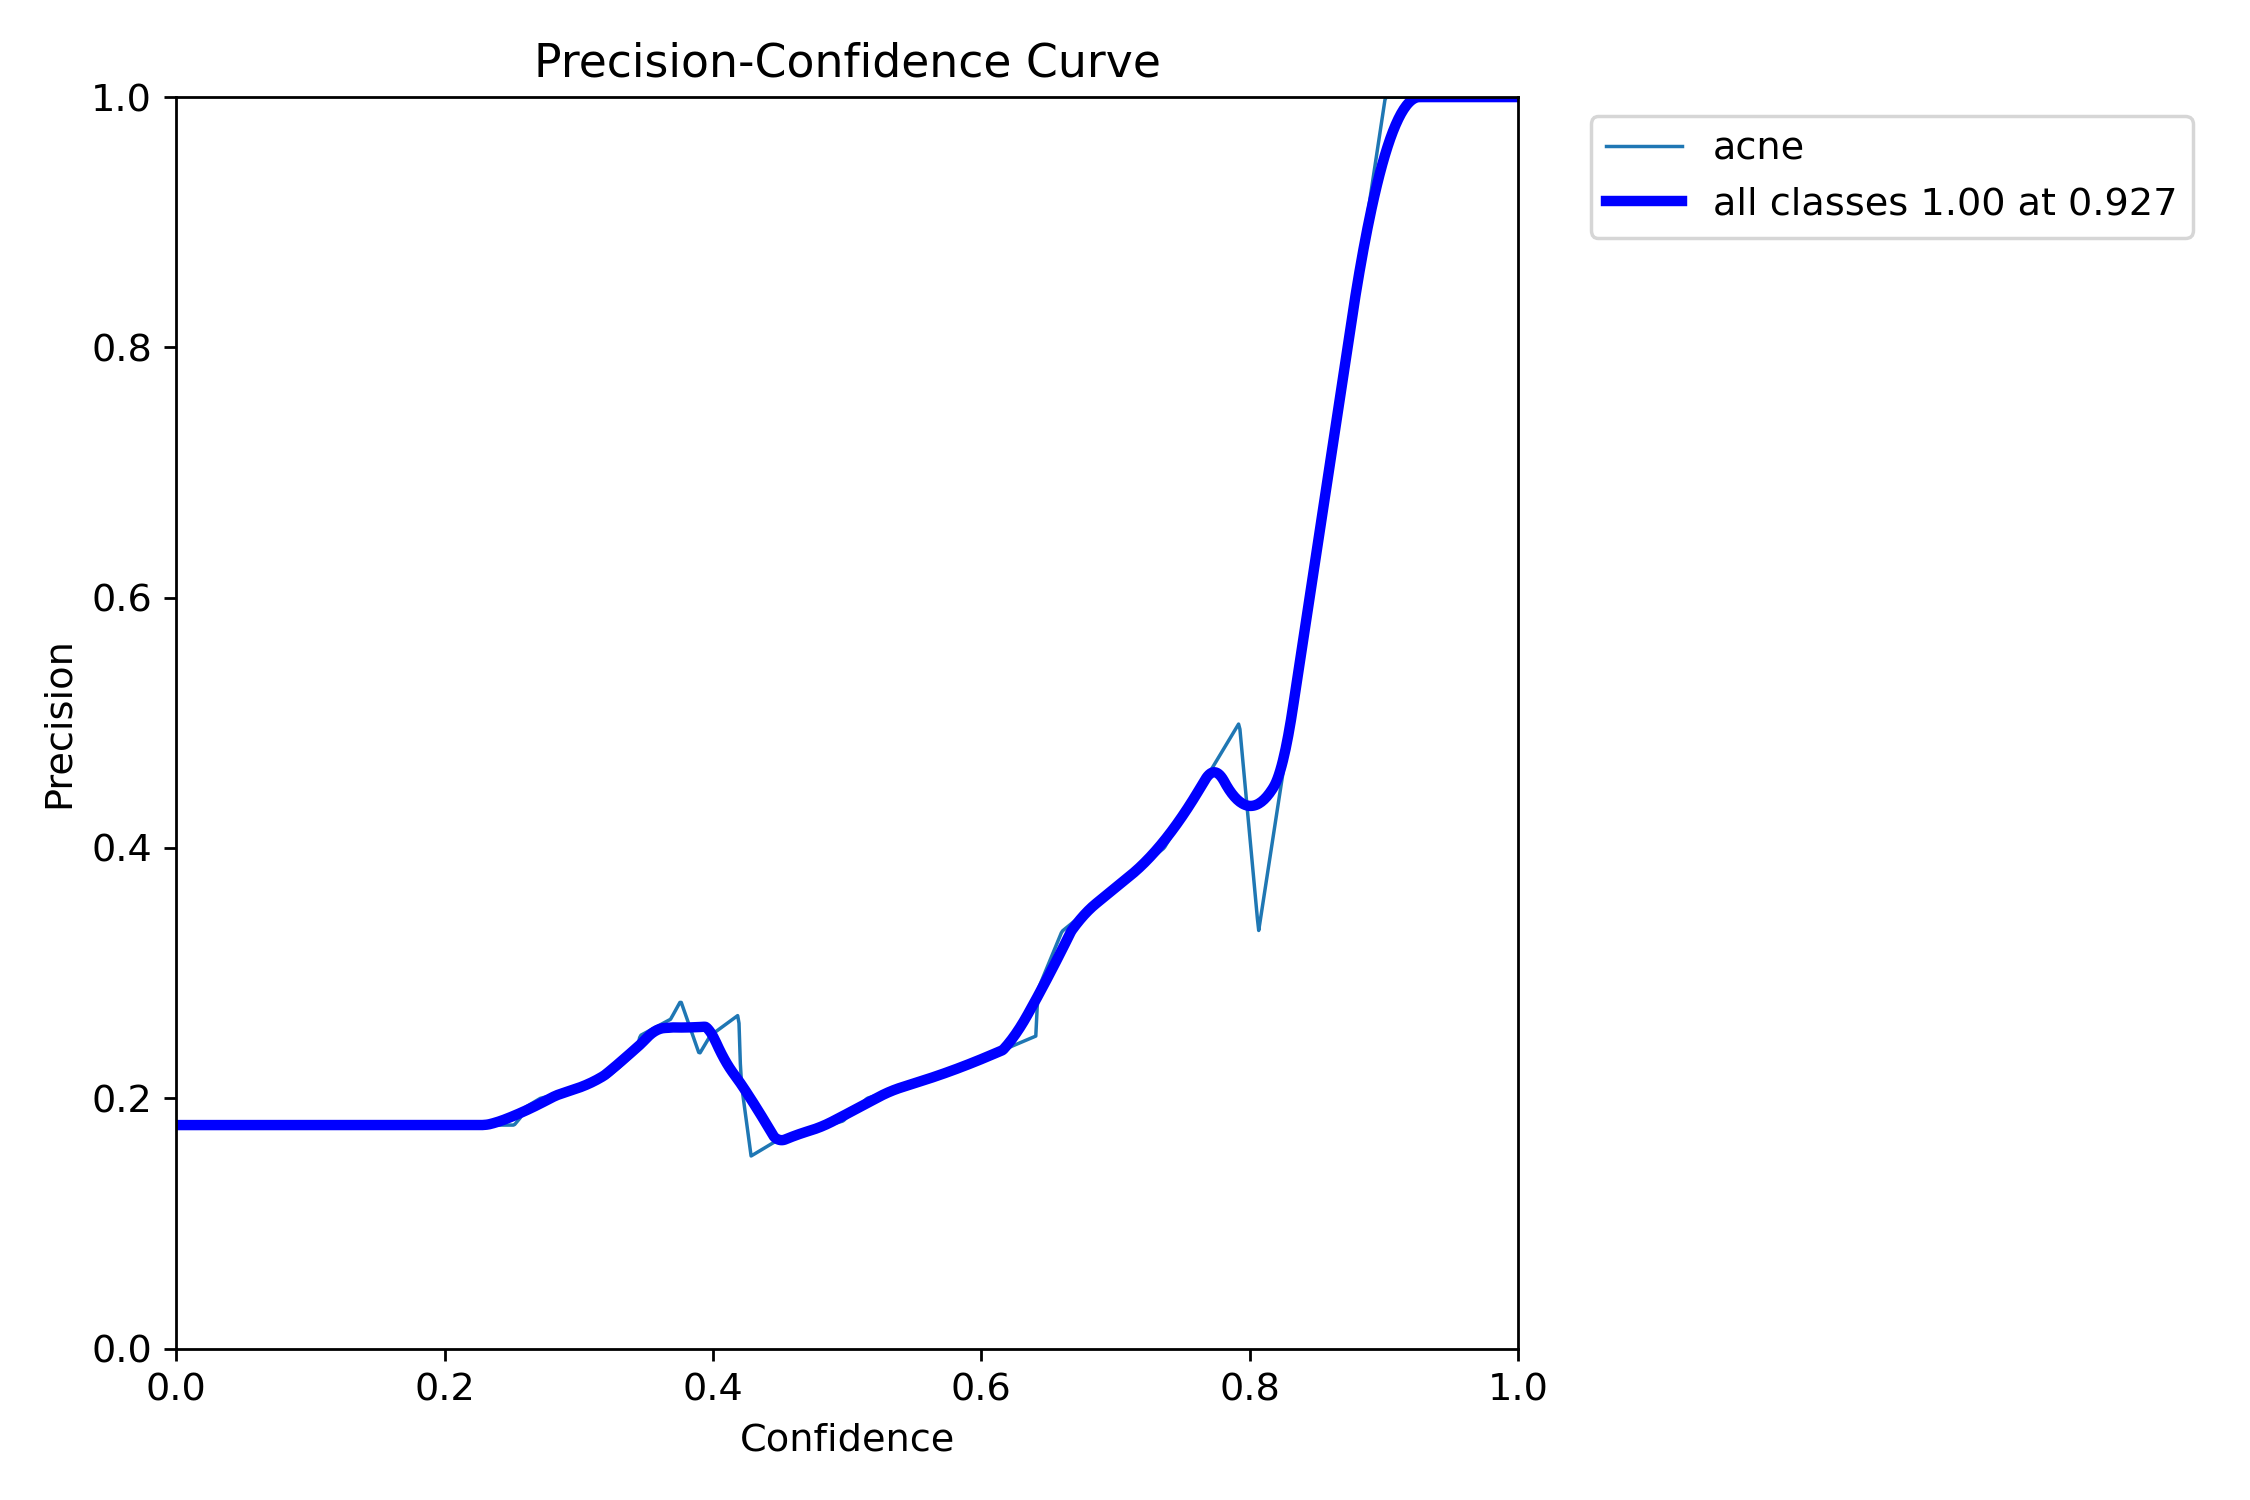 Precision-Confidence Curve
1.0
0.8
0.6
0.4
0.2
0.0
Precision
0.0 0.2 0.4 0.6 0.8 1.0
Confidence
acne
all classes 1.00 at 0.927